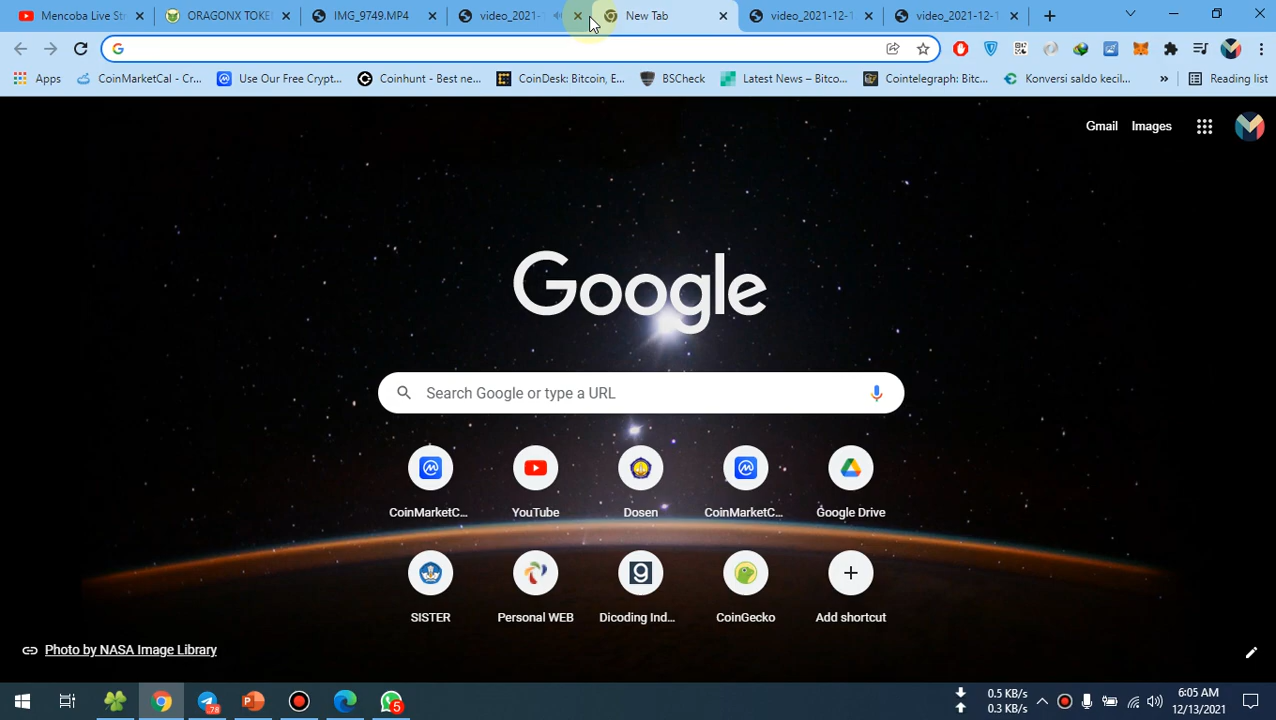 Mencoba Live St
ORAGONX TOKE
IMG_9749.MP4
video_2021-1
New Tab
video_2021-12-1
video_2021-12-1
Apps
CoinMarketCal - Cr...
Use Our Free Crypt...
Coinhunt - Best ne...
CoinDesk: Bitcoin, E...
BSCheck
Latest News – Bitco...
Cointelegraph: Bitc...
Konversi saldo kecil...
»
Reading list
Gmail
Images
Google
Search Google or type a URL
CoinMarketC...
YouTube
Dosen
CoinMarketC...
Google Drive
SISTER
Personal WEB
Dicoding Ind...
CoinGecko
Add shortcut
Photo by NASA Image Library
78
5
0.5 KB/s
0.3 KB/s
6:05 AM
12/13/2021